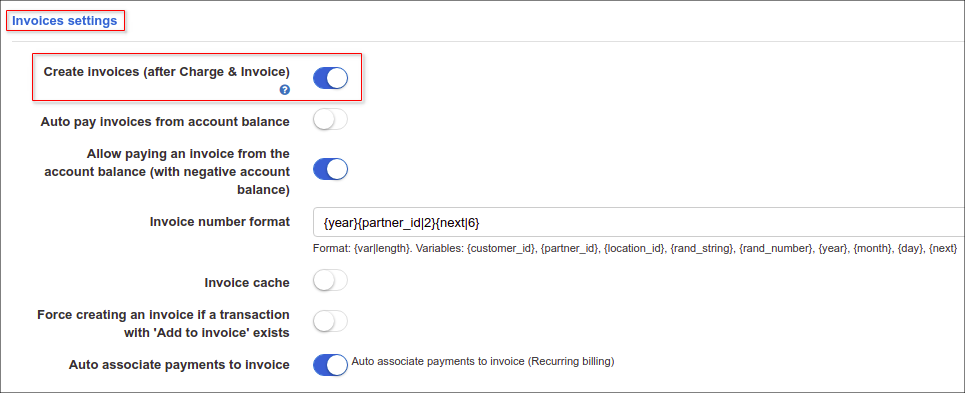 Invoices settings
Create invoices (after Charge & Invoice)
?
Auto pay invoices from account balance
Allow paying an invoice from the
account balance (with negative account
balance)
Invoice number format
{year}{partner_id|2}{next|6}
Format: {var|length}. Variables: {customer_id}, {partner_id}, {location_id}, {rand_string}, {rand_number}, {year}, {month}, {day}, {next}
Invoice cache
Force creating an invoice if a transaction
with 'Add to invoice' exists
Auto associate payments to invoice
Auto associate payments to invoice (Recurring billing)